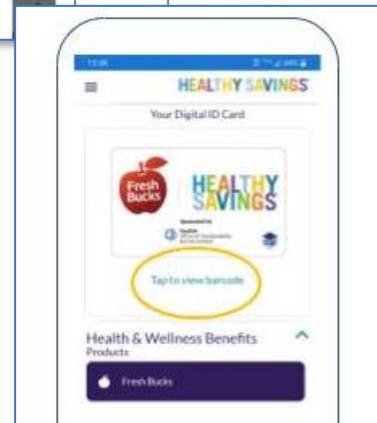 HEALTHY SAVINGS
Your Digital ID Card
Fresh
Bucks
HEALTHY
SAVINGS
Tap to view barcode
Health & Wellness Benefits
Products
Fresh Bucks